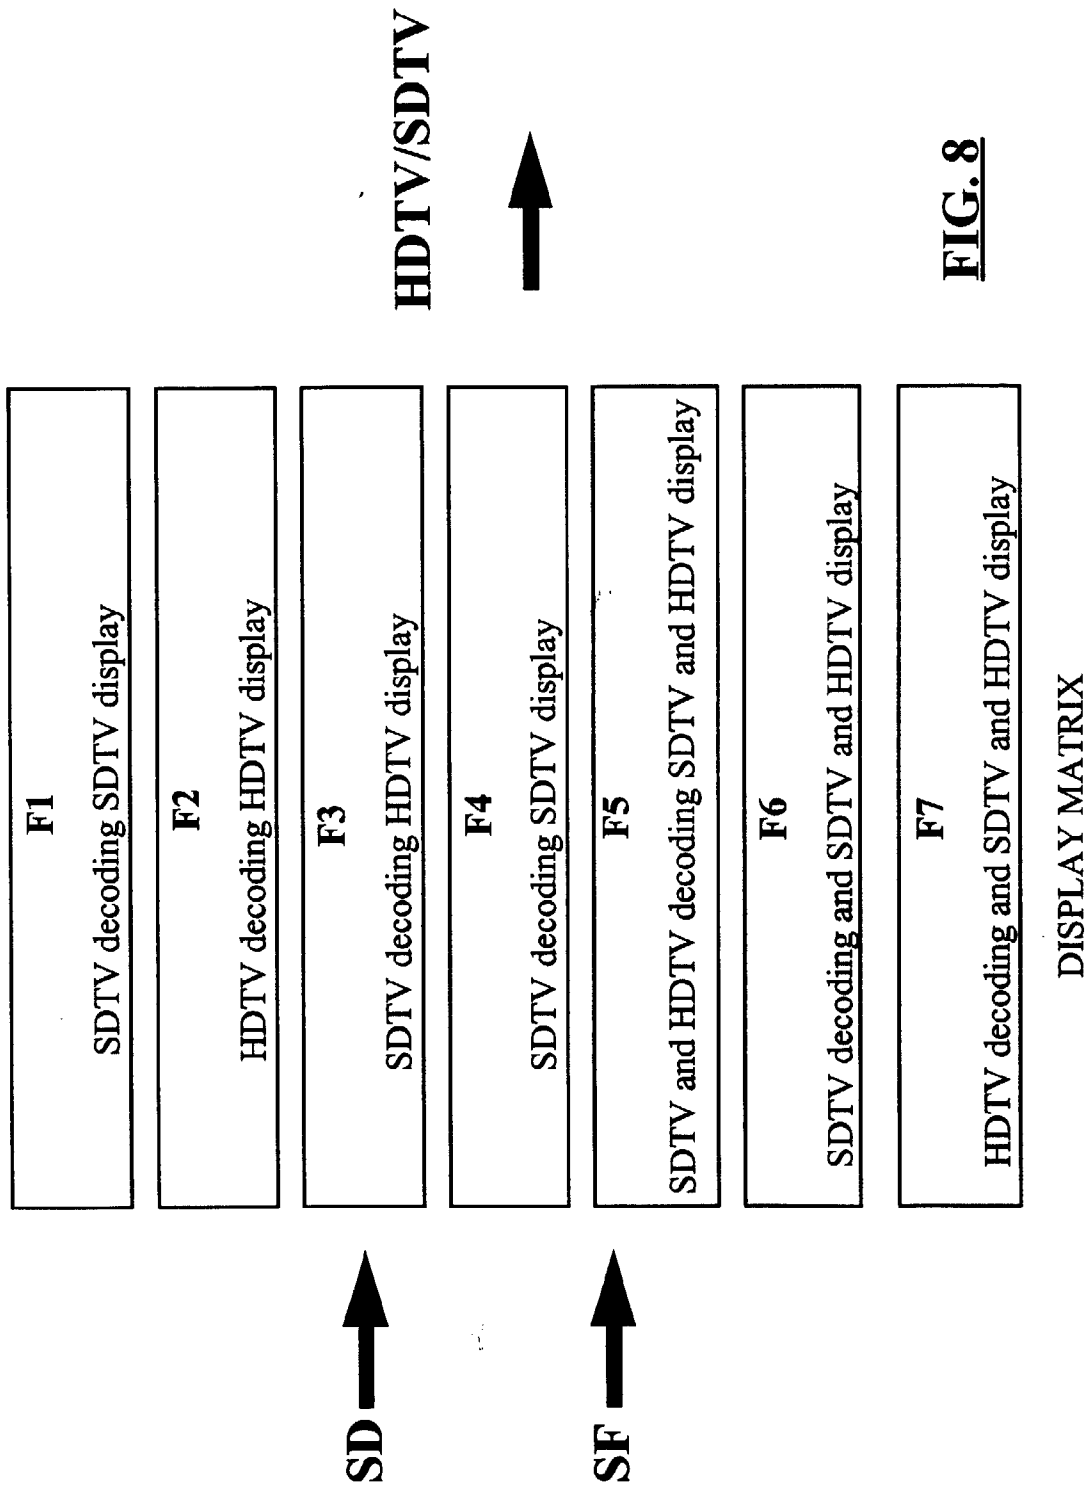 F1
SDTV decoding SDTV display
F2
HDTV decoding HDTV display
F3
SDTV decoding HDTV display
F4
SDTV decoding SDTV display
F5
SDTV and HDTV decoding SDTV and HDTV display
F6
SDTV decoding and SDTV and HDTV display
F7
HDTV decoding and SDTV and HDTV display
SD
SF
HDTV/SDTV
DISPLAY MATRIX
FIG. 8